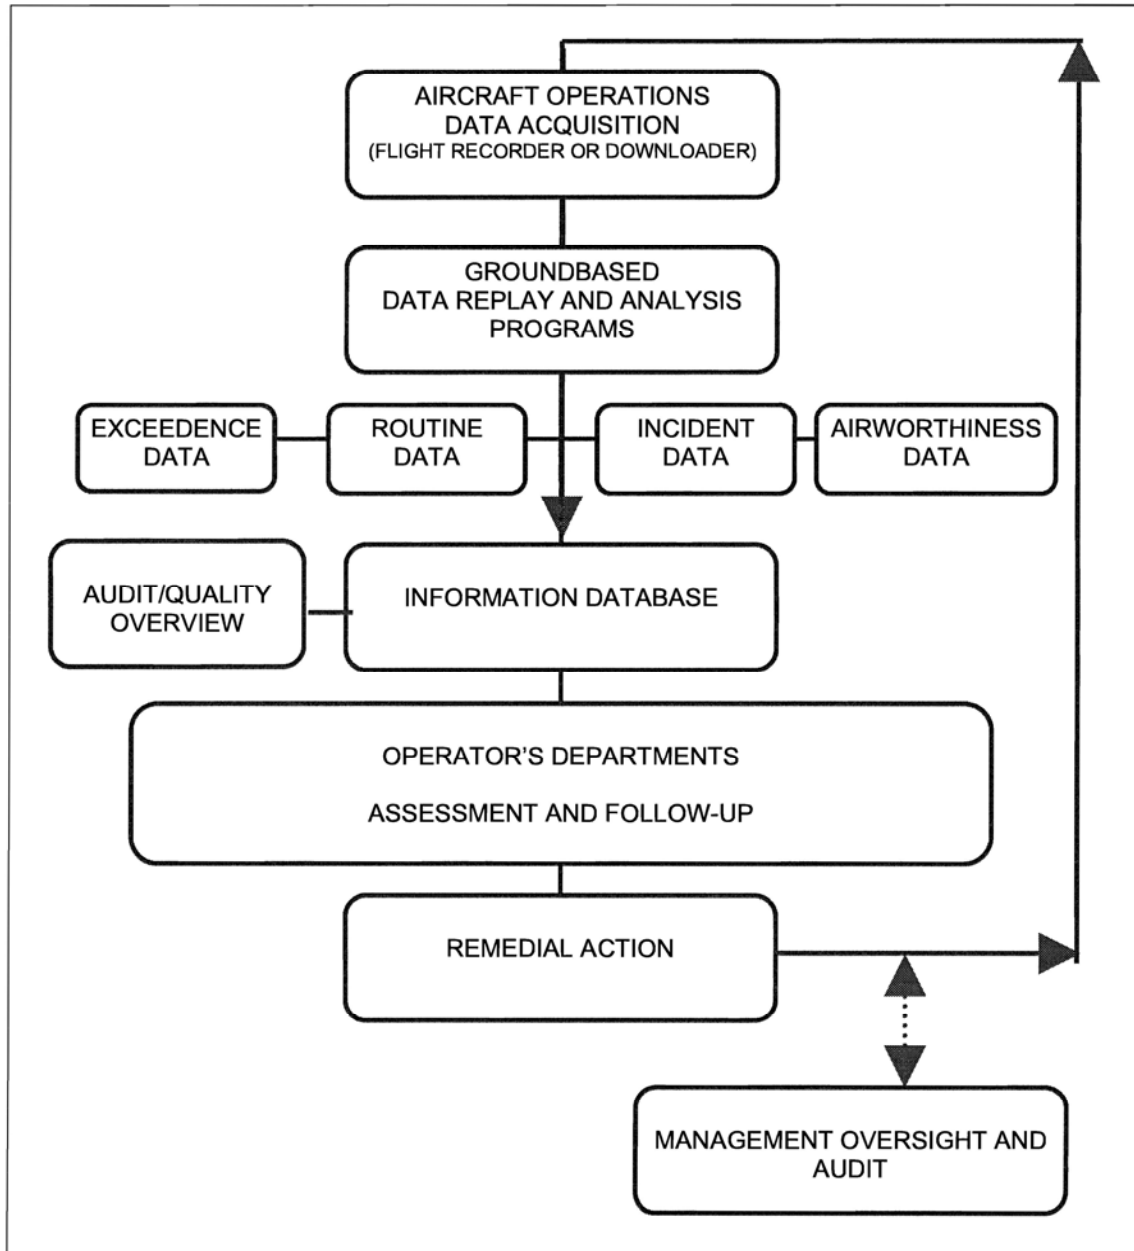 AIRCRAFT OPERATIONS
DATA ACQUISITION
(FLIGHT RECORDER OR DOWNLOADER)
GROUNDBASED
DATA REPLAY AND ANALYSIS
PROGRAMS
EXCEEDENCE
DATA
ROUTINE
DATA
INCIDENT
DATA
AIRWORTHINESS
DATA
AUDIT/QUALITY
OVERVIEW
INFORMATION DATABASE
OPERATOR'S DEPARTMENTS
ASSESSMENT AND FOLLOW-UP
REMEDIAL ACTION
MANAGEMENT OVERSIGHT AND
AUDIT